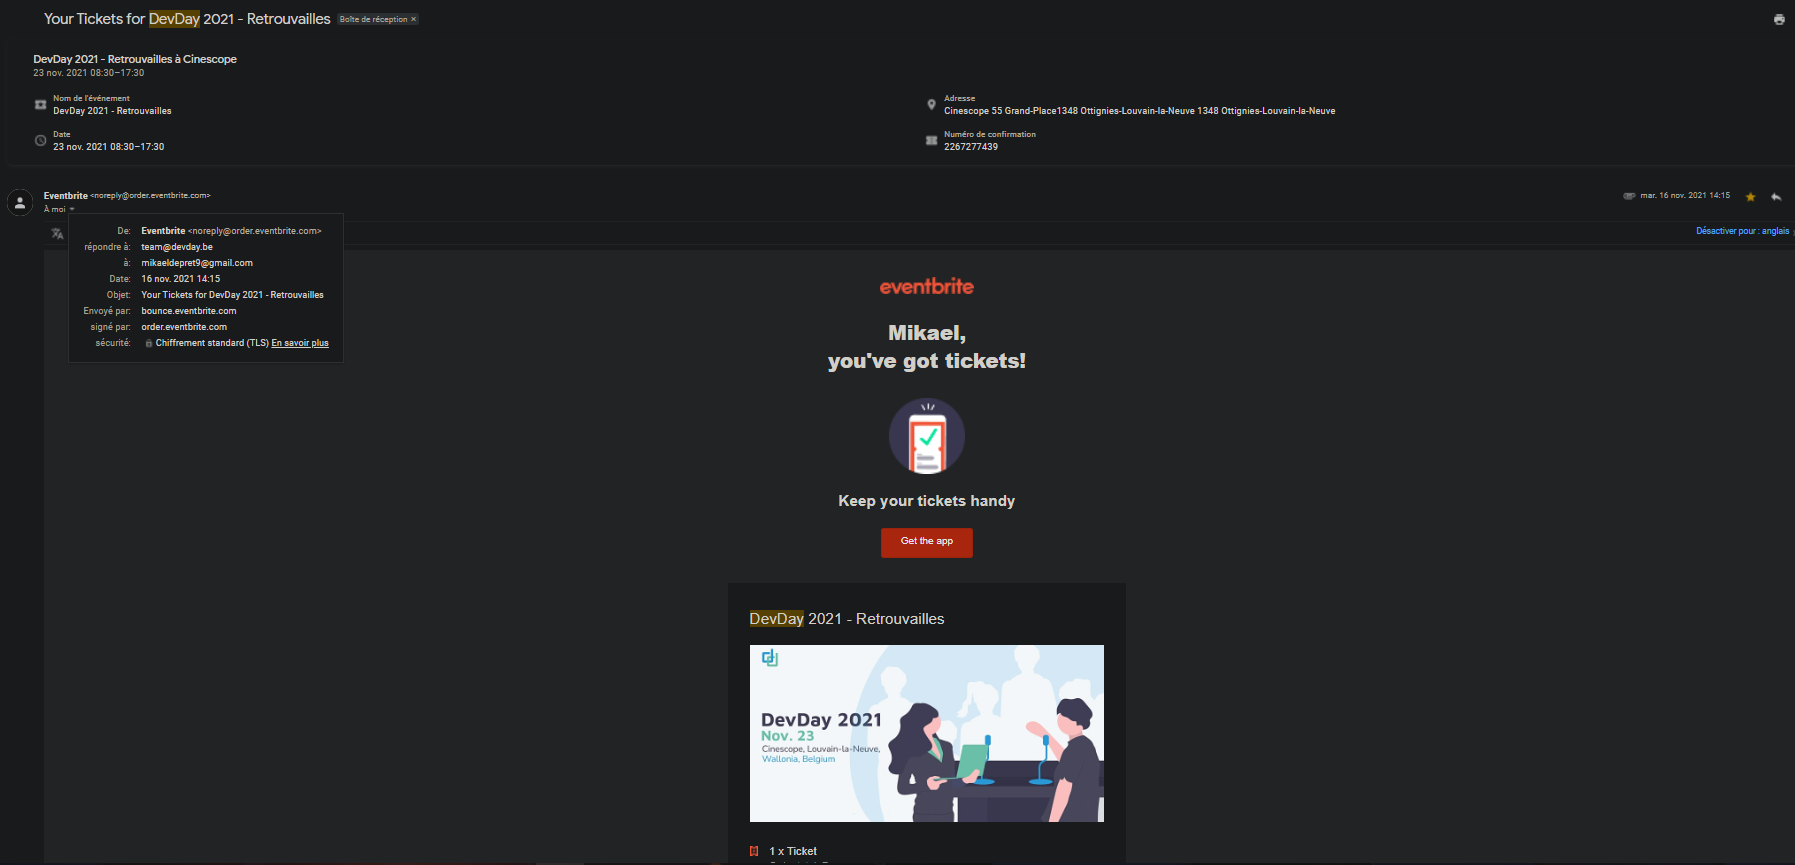 Your Tickets for DevDay 2021 - Retrouvailles Boîte de réception ×
DevDay 2021 - Retrouvailles à Cinescope
23 nov. 2021 08:30–17:30
Nom de l'événement
DevDay 2021 - Retrouvailles
Adresse
Cinescope 55 Grand-Place1348 Ottignies-Louvain-la-Neuve 1348 Ottignies-Louvain-la-Neuve
Date
23 nov. 2021 08:30–17:30
Numéro de confirmation
2267277439
Eventbrite <noreply@order.eventbrite.com>
mar. 16 nov. 2021 14:15
À moi
Désactiver pour : anglais
De: Eventbrite <noreply@order.eventbrite.com>
répondre à: team@devday.be
à: mikaeldepret9@gmail.com
Date: 16 nov. 2021 14:15
Objet: Your Tickets for DevDay 2021 - Retrouvailles
Envoyé par: bounce.eventbrite.com
signé par: order.eventbrite.com
sécurité: Chiffrement standard (TLS) En savoir plus
eventbrite
Mikael,
you've got tickets!
Keep your tickets handy
Get the app
DevDay 2021 - Retrouvailles
DevDay 2021
Nov. 23
Cinescope, Louvain-la-Neuve,
Wallonia, Belgium
1 x Ticket